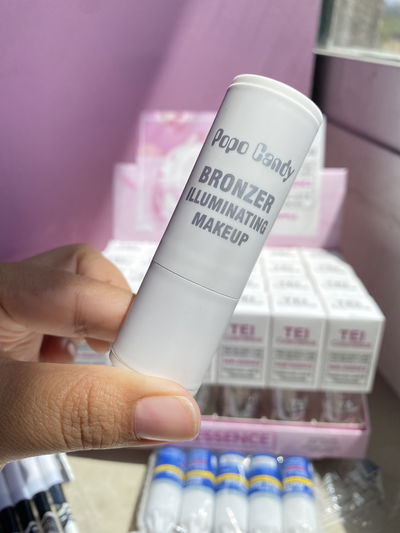 Popo Candy
BRONZER
ILLUMINATING
MAKEUP
TEI
TEI
TEI
ESSENCE